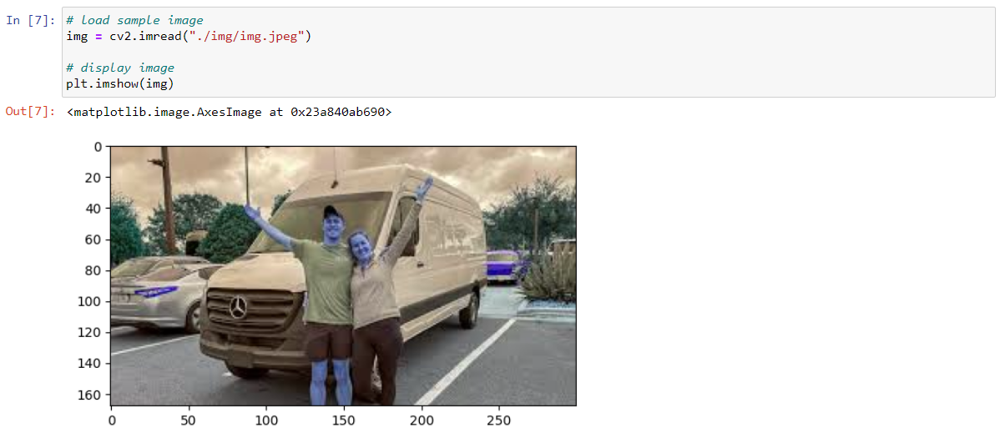 In [7]: # load sample image
img = cv2.imread("./img/img.jpeg")
# display image
plt.imshow(img)
Out[7]: <matplotlib.image.AxesImage at 0x23a840ab690>
0
20
40
60
80
100
120
140
160
0 50 100 150 200 250